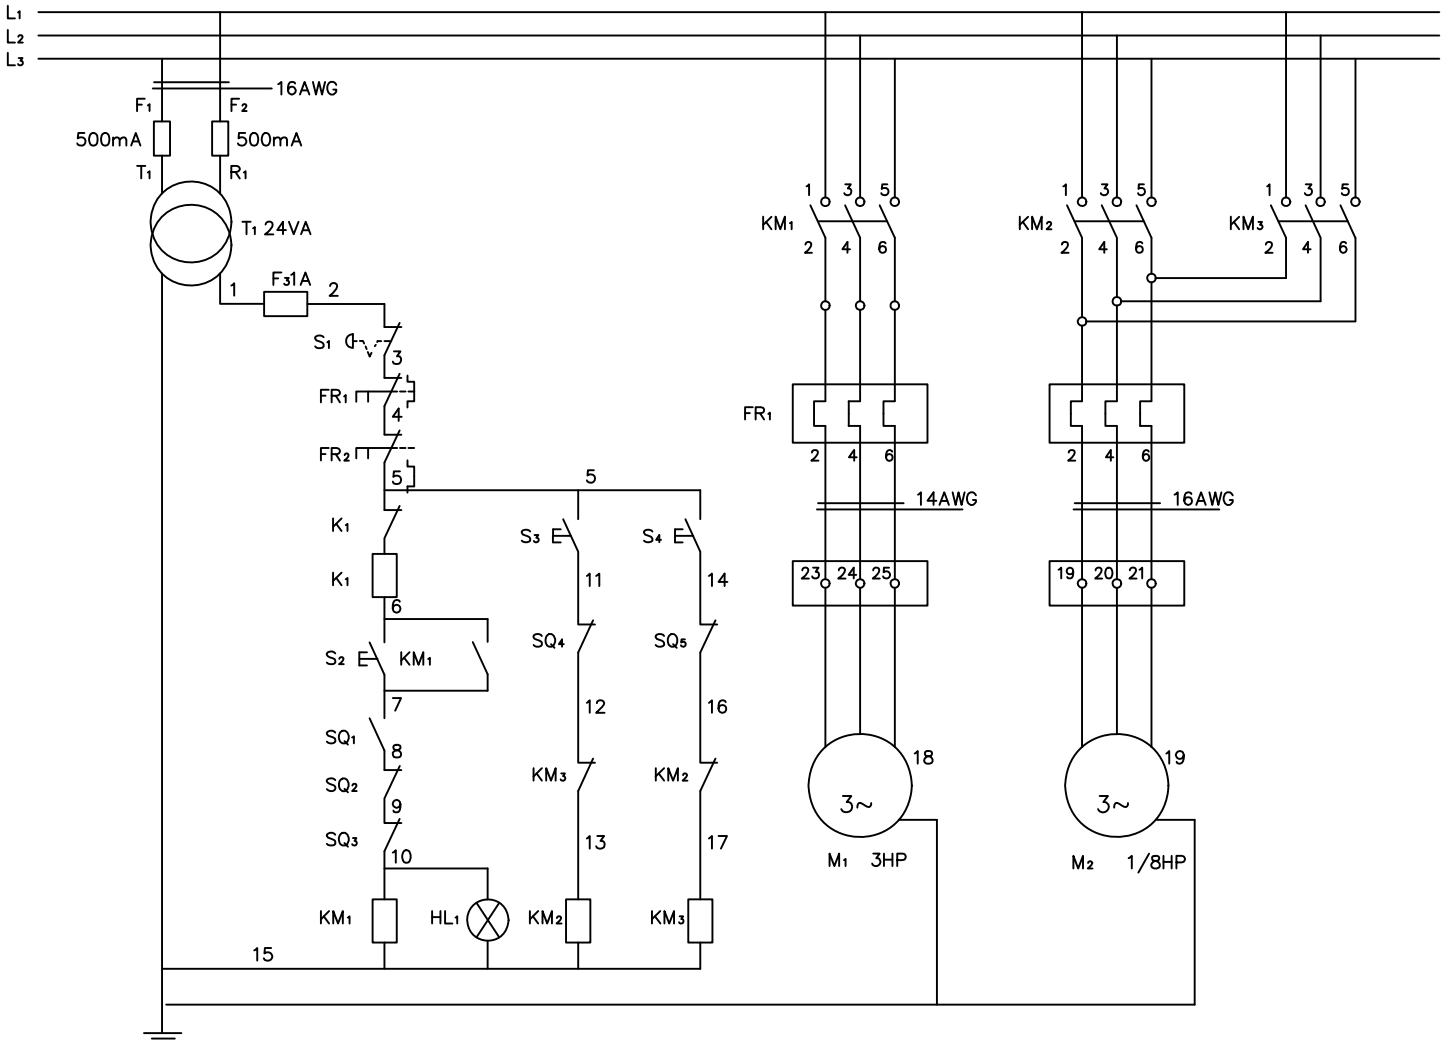 L1
L2
L3
16AWG
F1 F2
500mA 500mA
T1 R1
T1 24VA
F31A
1 2
S1
3
FR1
4
FR2
5 5
K1
S3 S4
K1
11 14
6
SQ4 SQ5
S2 KM1
7
12 16
SQ1
8
SQ2
KM3 KM2
9
SQ3
13 17
10
KM1 HL1 KM2 KM3
15
1 3 5
KM1
2 4 6
FR1
2 4 6
14AWG
23 24 25
18
3~
M1 3HP
1 3 5 1 3 5
KM2 KM3
2 4 6 2 4 6
2 4 6
16AWG
19 20 21
19
3~
M2 1/8HP